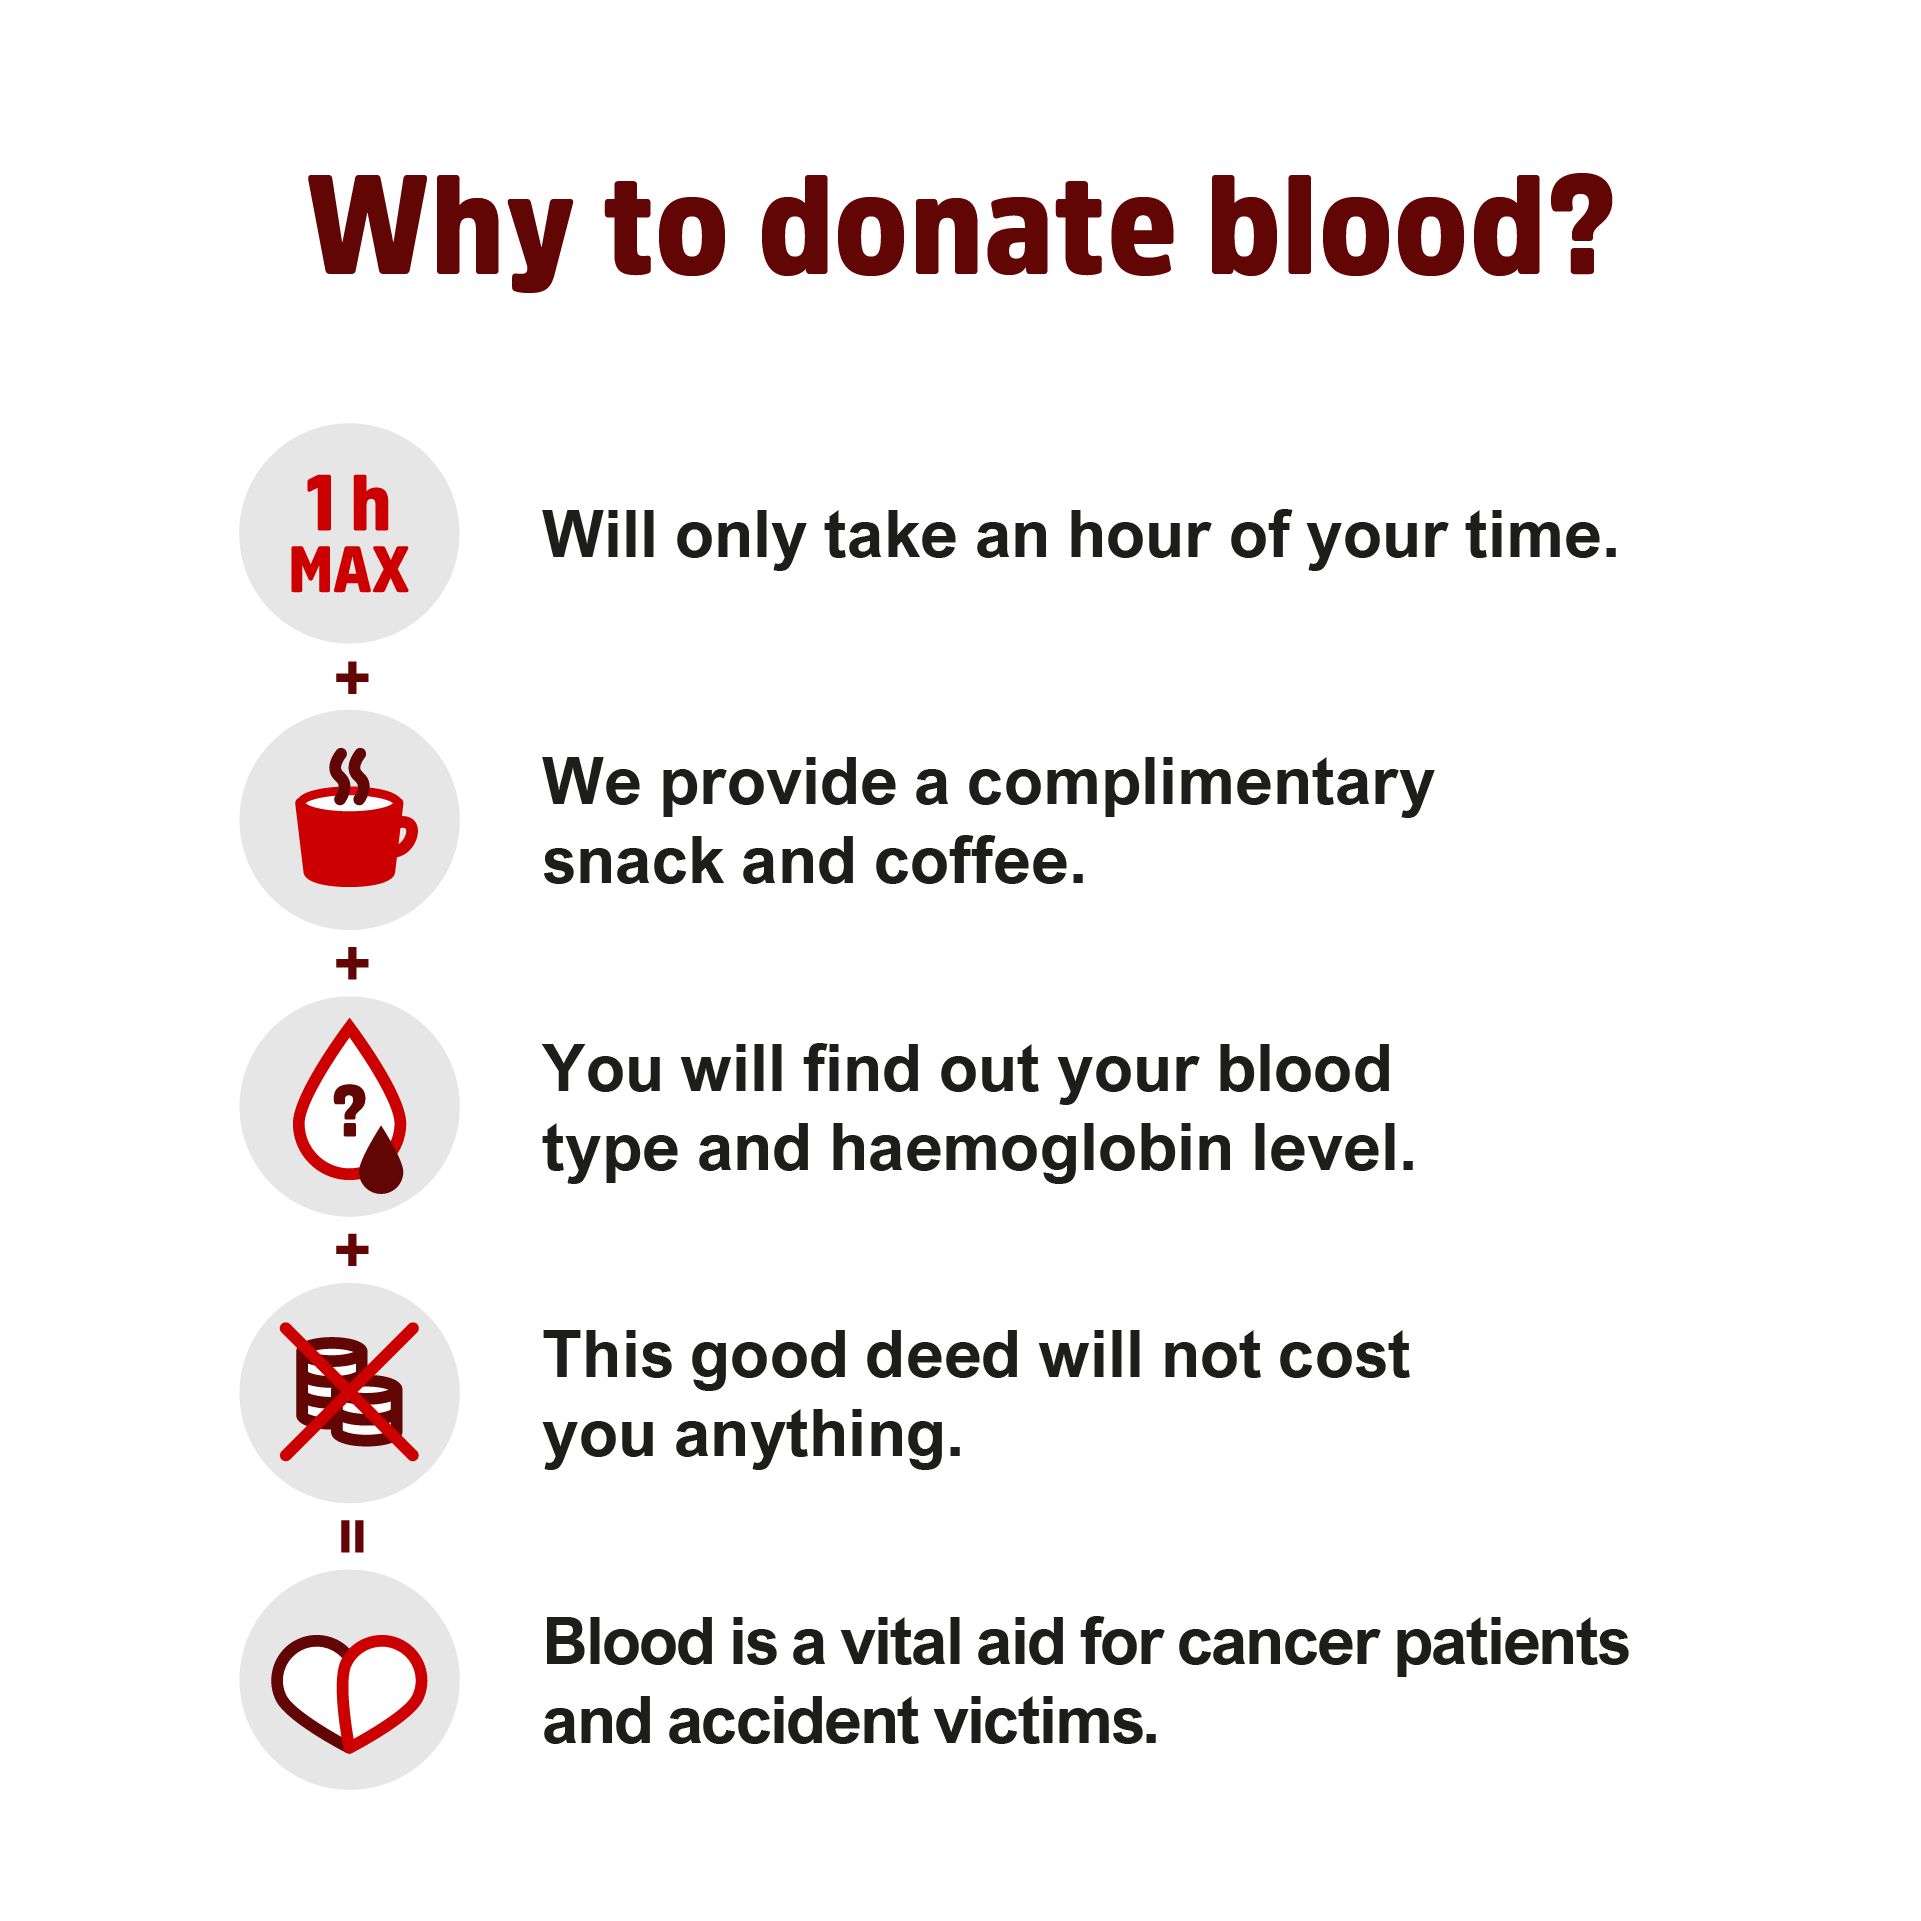 Why to donate blood?
1 h
MAX
Will only take an hour of your time.
+
We provide a complimentary
snack and coffee.
+
?
You will find out your blood
type and haemoglobin level.
+
This good deed will not cost
you anything.
=
Blood is a vital aid for cancer patients
and accident victims.